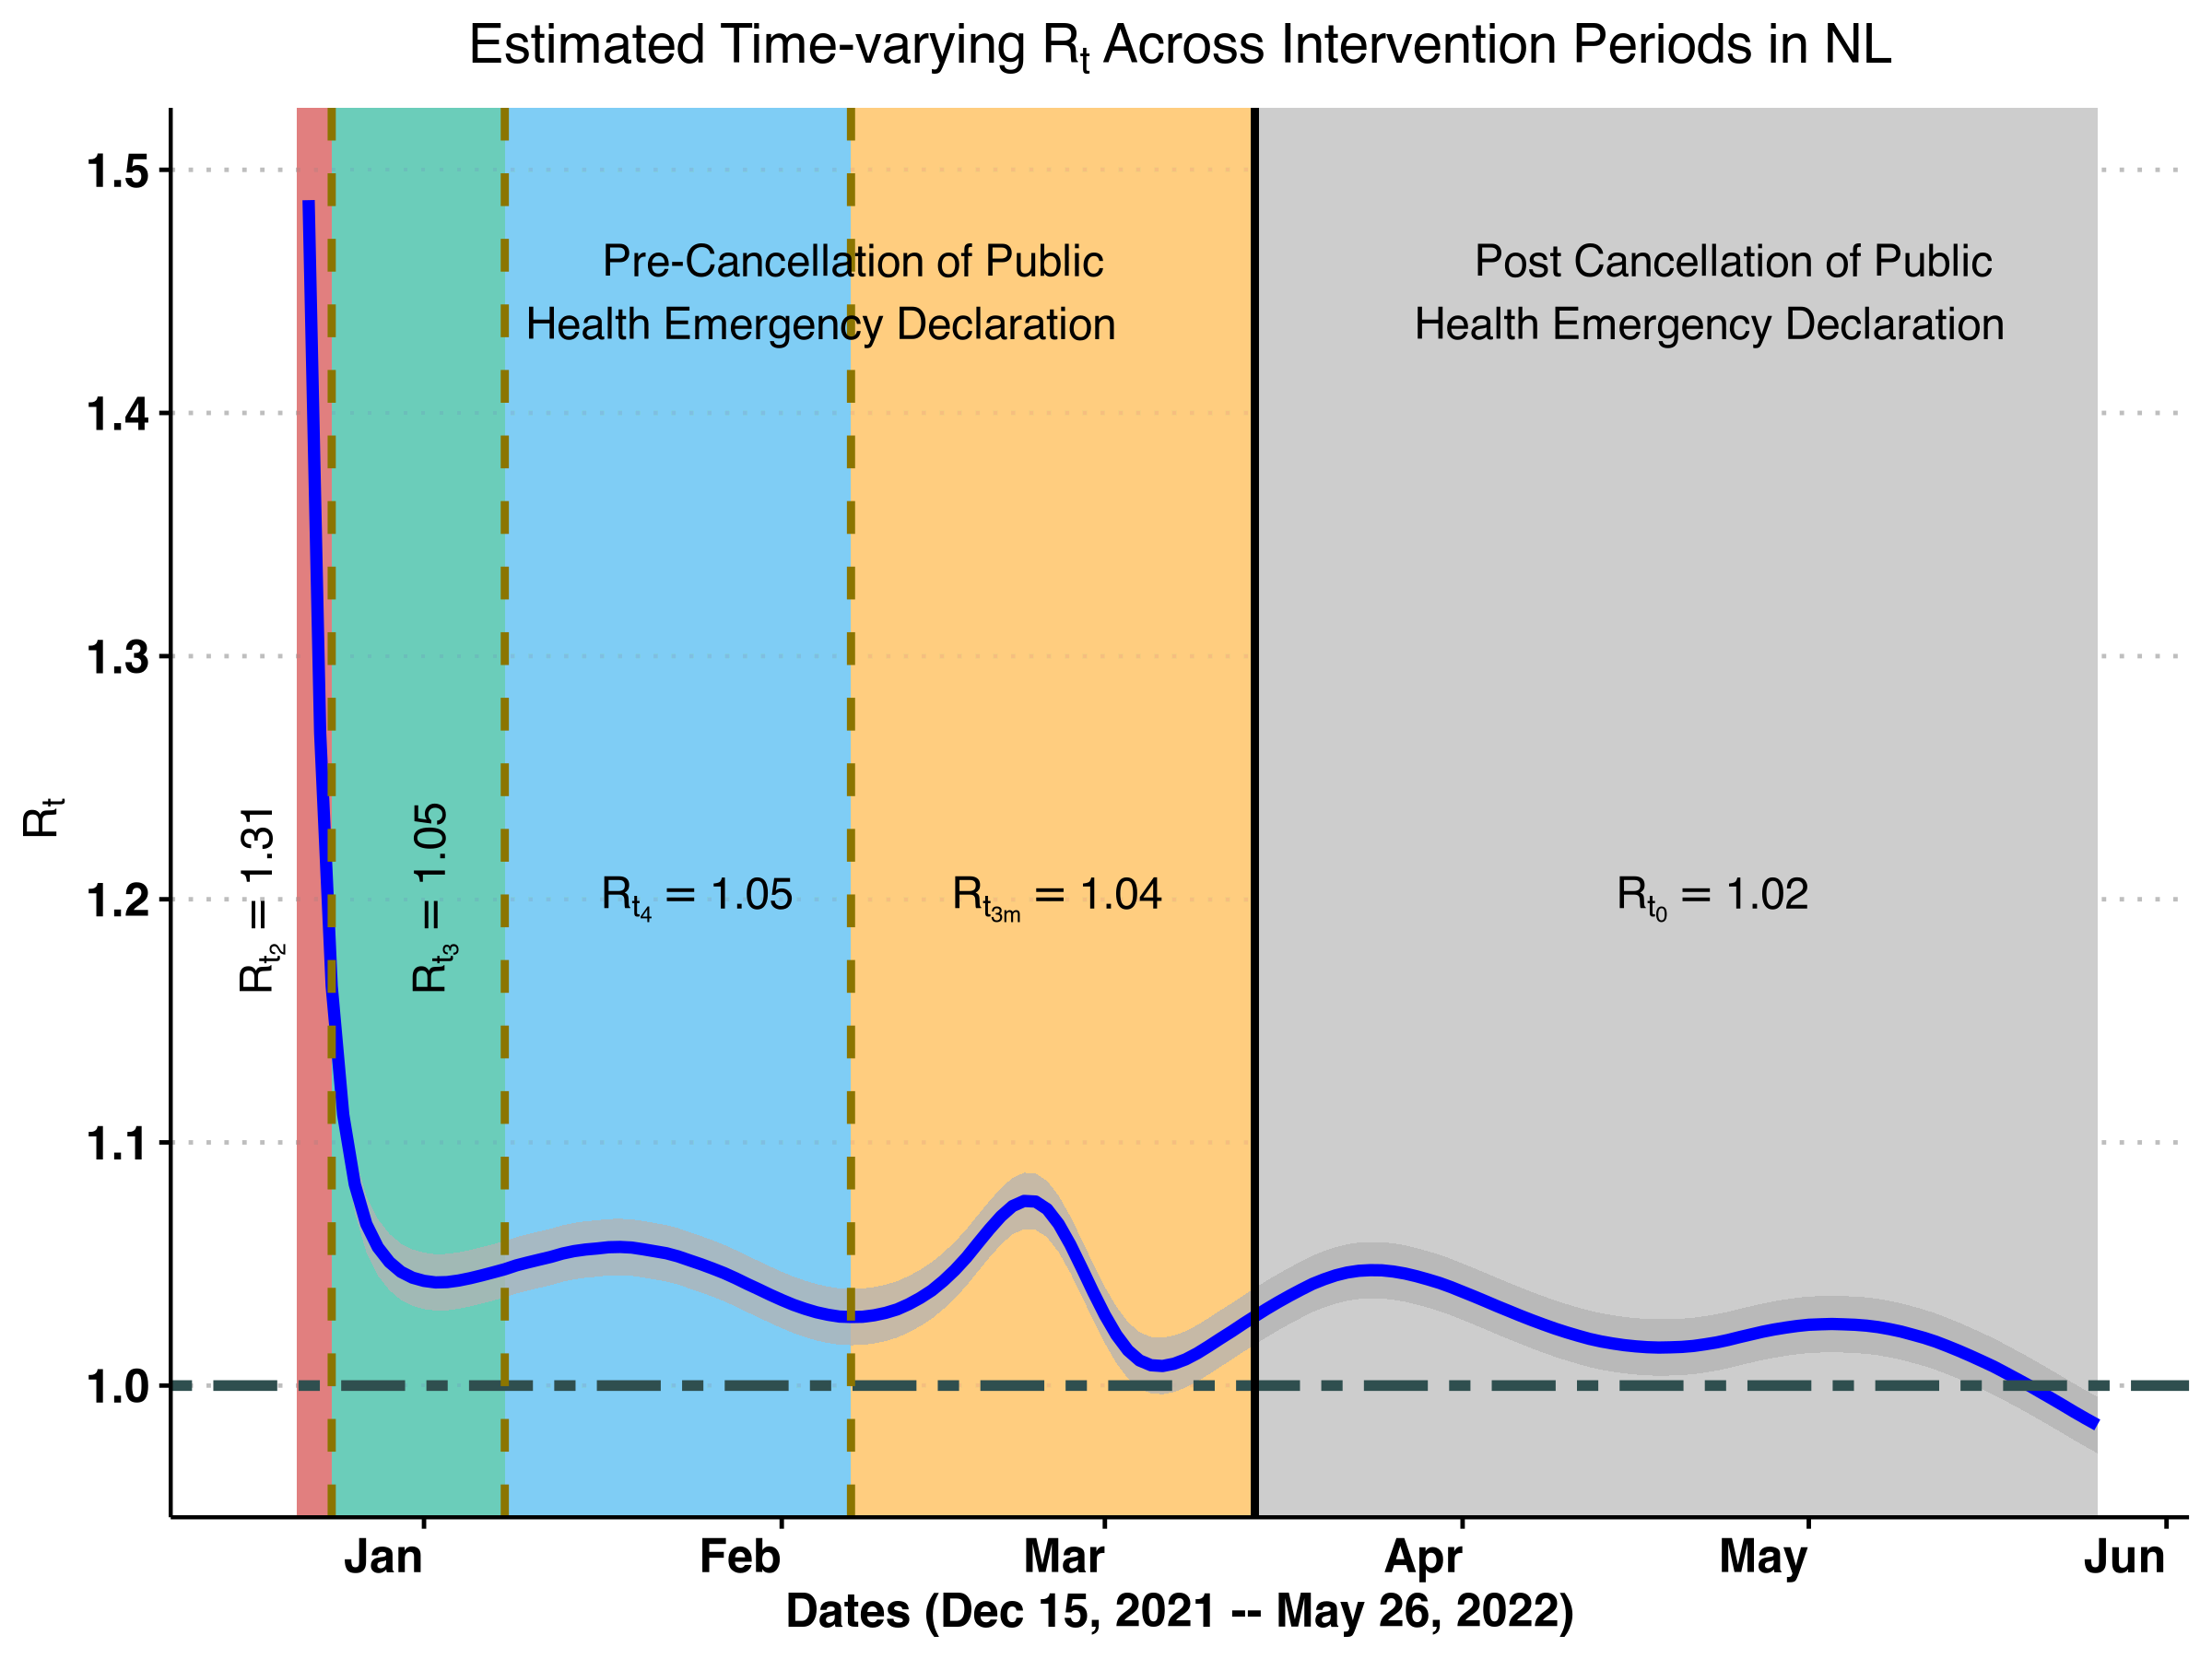 Estimated Time-varying Rt Across Intervention Periods in NL
Pre-Cancellation of Public
Health Emergency Declaration
Post Cancellation of Public
Health Emergency Declaration
Rt
1.5
1.4
1.3
1.2
1.1
1.0
Rt2 = 1.31
Rt3 = 1.05
Rt4 = 1.05
Rt3m = 1.04
Rt0 = 1.02
Jan Feb Mar Apr May Jun
Dates (Dec 15, 2021 -- May 26, 2022)